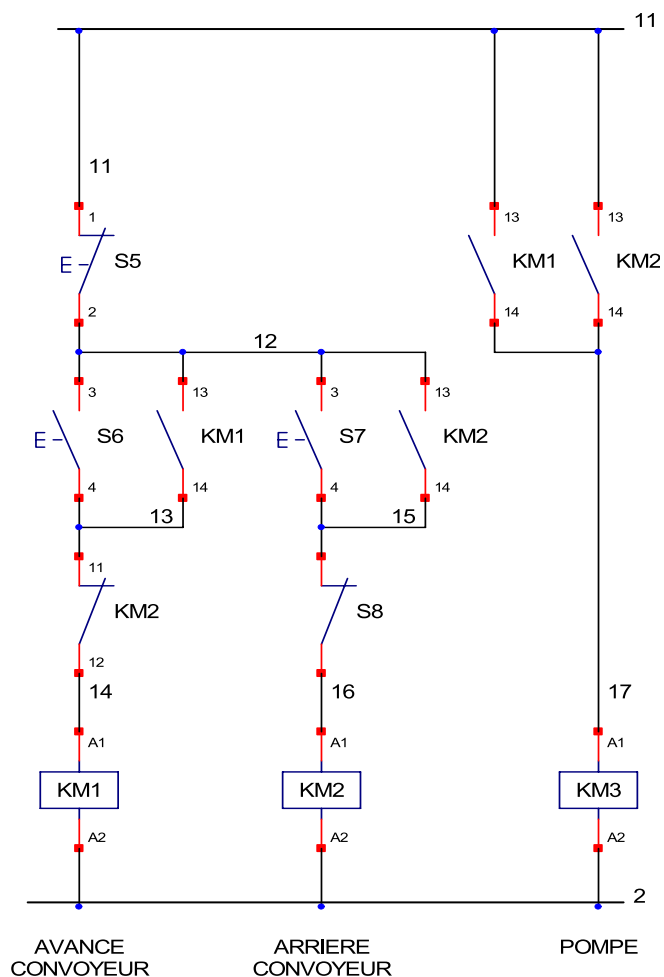 11
11
1
E
S5
2
13
KM1
14
13
KM2
14
12
3
E
S6
4
13
KM1
14
3
E
S7
4
13
KM2
14
13
15
11
KM2
12
S8
14
16
17
A1
KM1
A2
A1
KM2
A2
A1
KM3
A2
2
AVANCE
CONVOYEUR
ARRIERE
CONVOYEUR
POMPE